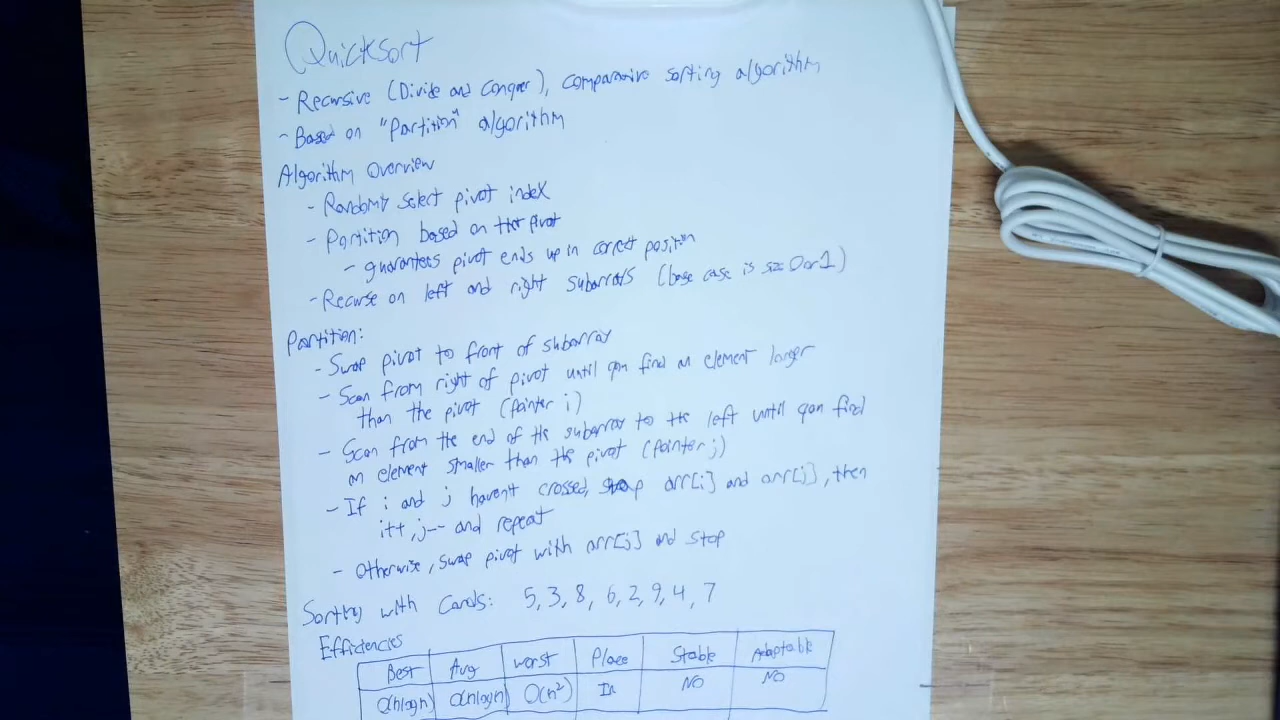 Quicksort
- Recursive (Divide and Conquer), comparative sorting algorithm
- Based on "Partition" algorithm
Algorithm Overview
- Randomly select pivot index
- Partition based on that pivot
- guarantees pivot ends up in correct position
- Recurse on left and right subarrays (base case is size 0 or 1)
Partition:
- Swap pivot to front of subarray
- Scan from right of pivot until you find an element larger
than the pivot (pointer i)
- Scan from the end of the subarray to the left until you find
an element smaller than the pivot (pointer j)
- If i and j haven't crossed, swap arr[i] and arr[j], then
i++, j-- and repeat
- Otherwise, swap pivot with arr[j] and stop
Sorting with Cards: 5, 3, 8, 6, 2, 9, 4, 7
Efficiencies
Best Avg worst Place Stable Adaptable
O(nlogn) O(nlogn) O(n²) In NO NO